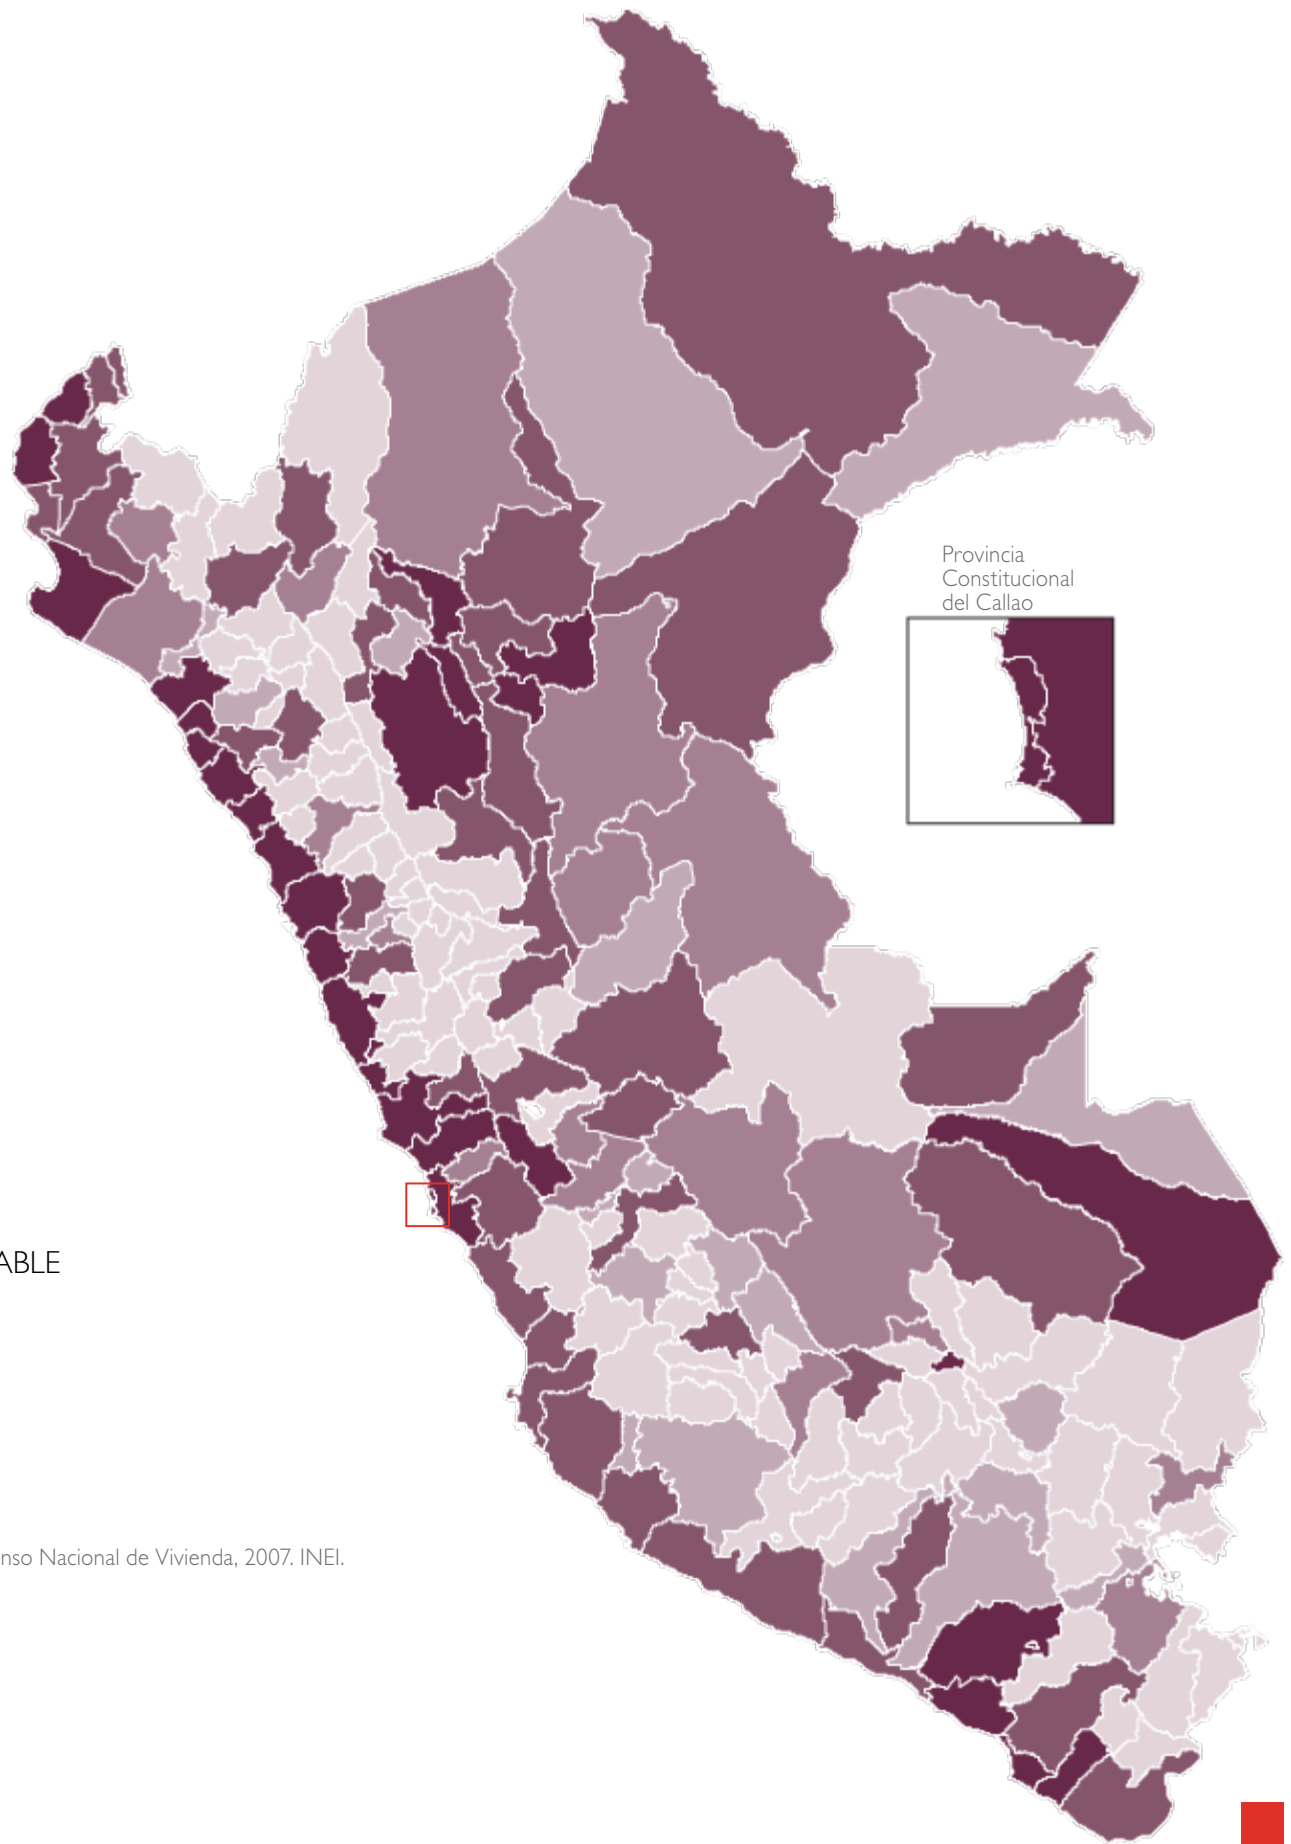 Provincia
Constitucional
del Callao
ABLE
nso Nacional de Vivienda, 2007. INEI.